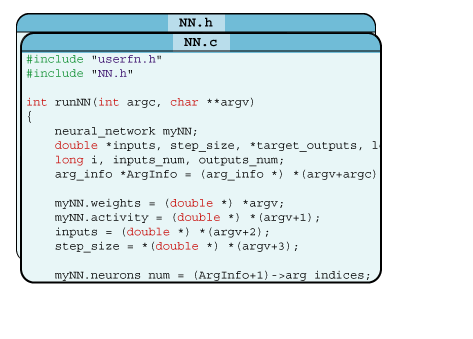 NN.h
NN.c
#include "userfn.h"
#include "NN.h"
int runNN(int argc, char **argv)
{
neural_network myNN;
double *inputs, step_size, *target_outputs,
long i, inputs_num, outputs_num;
arg_info *ArgInfo = (arg_info *) *(argv+argc)
myNN.weights = (double *) *argv;
myNN.activity = (double *) *(argv+1);
inputs = (double *) *(argv+2);
step_size = *(double *) *(argv+3);
myNN.neurons_num = (ArgInfo+1)->arg_indices;